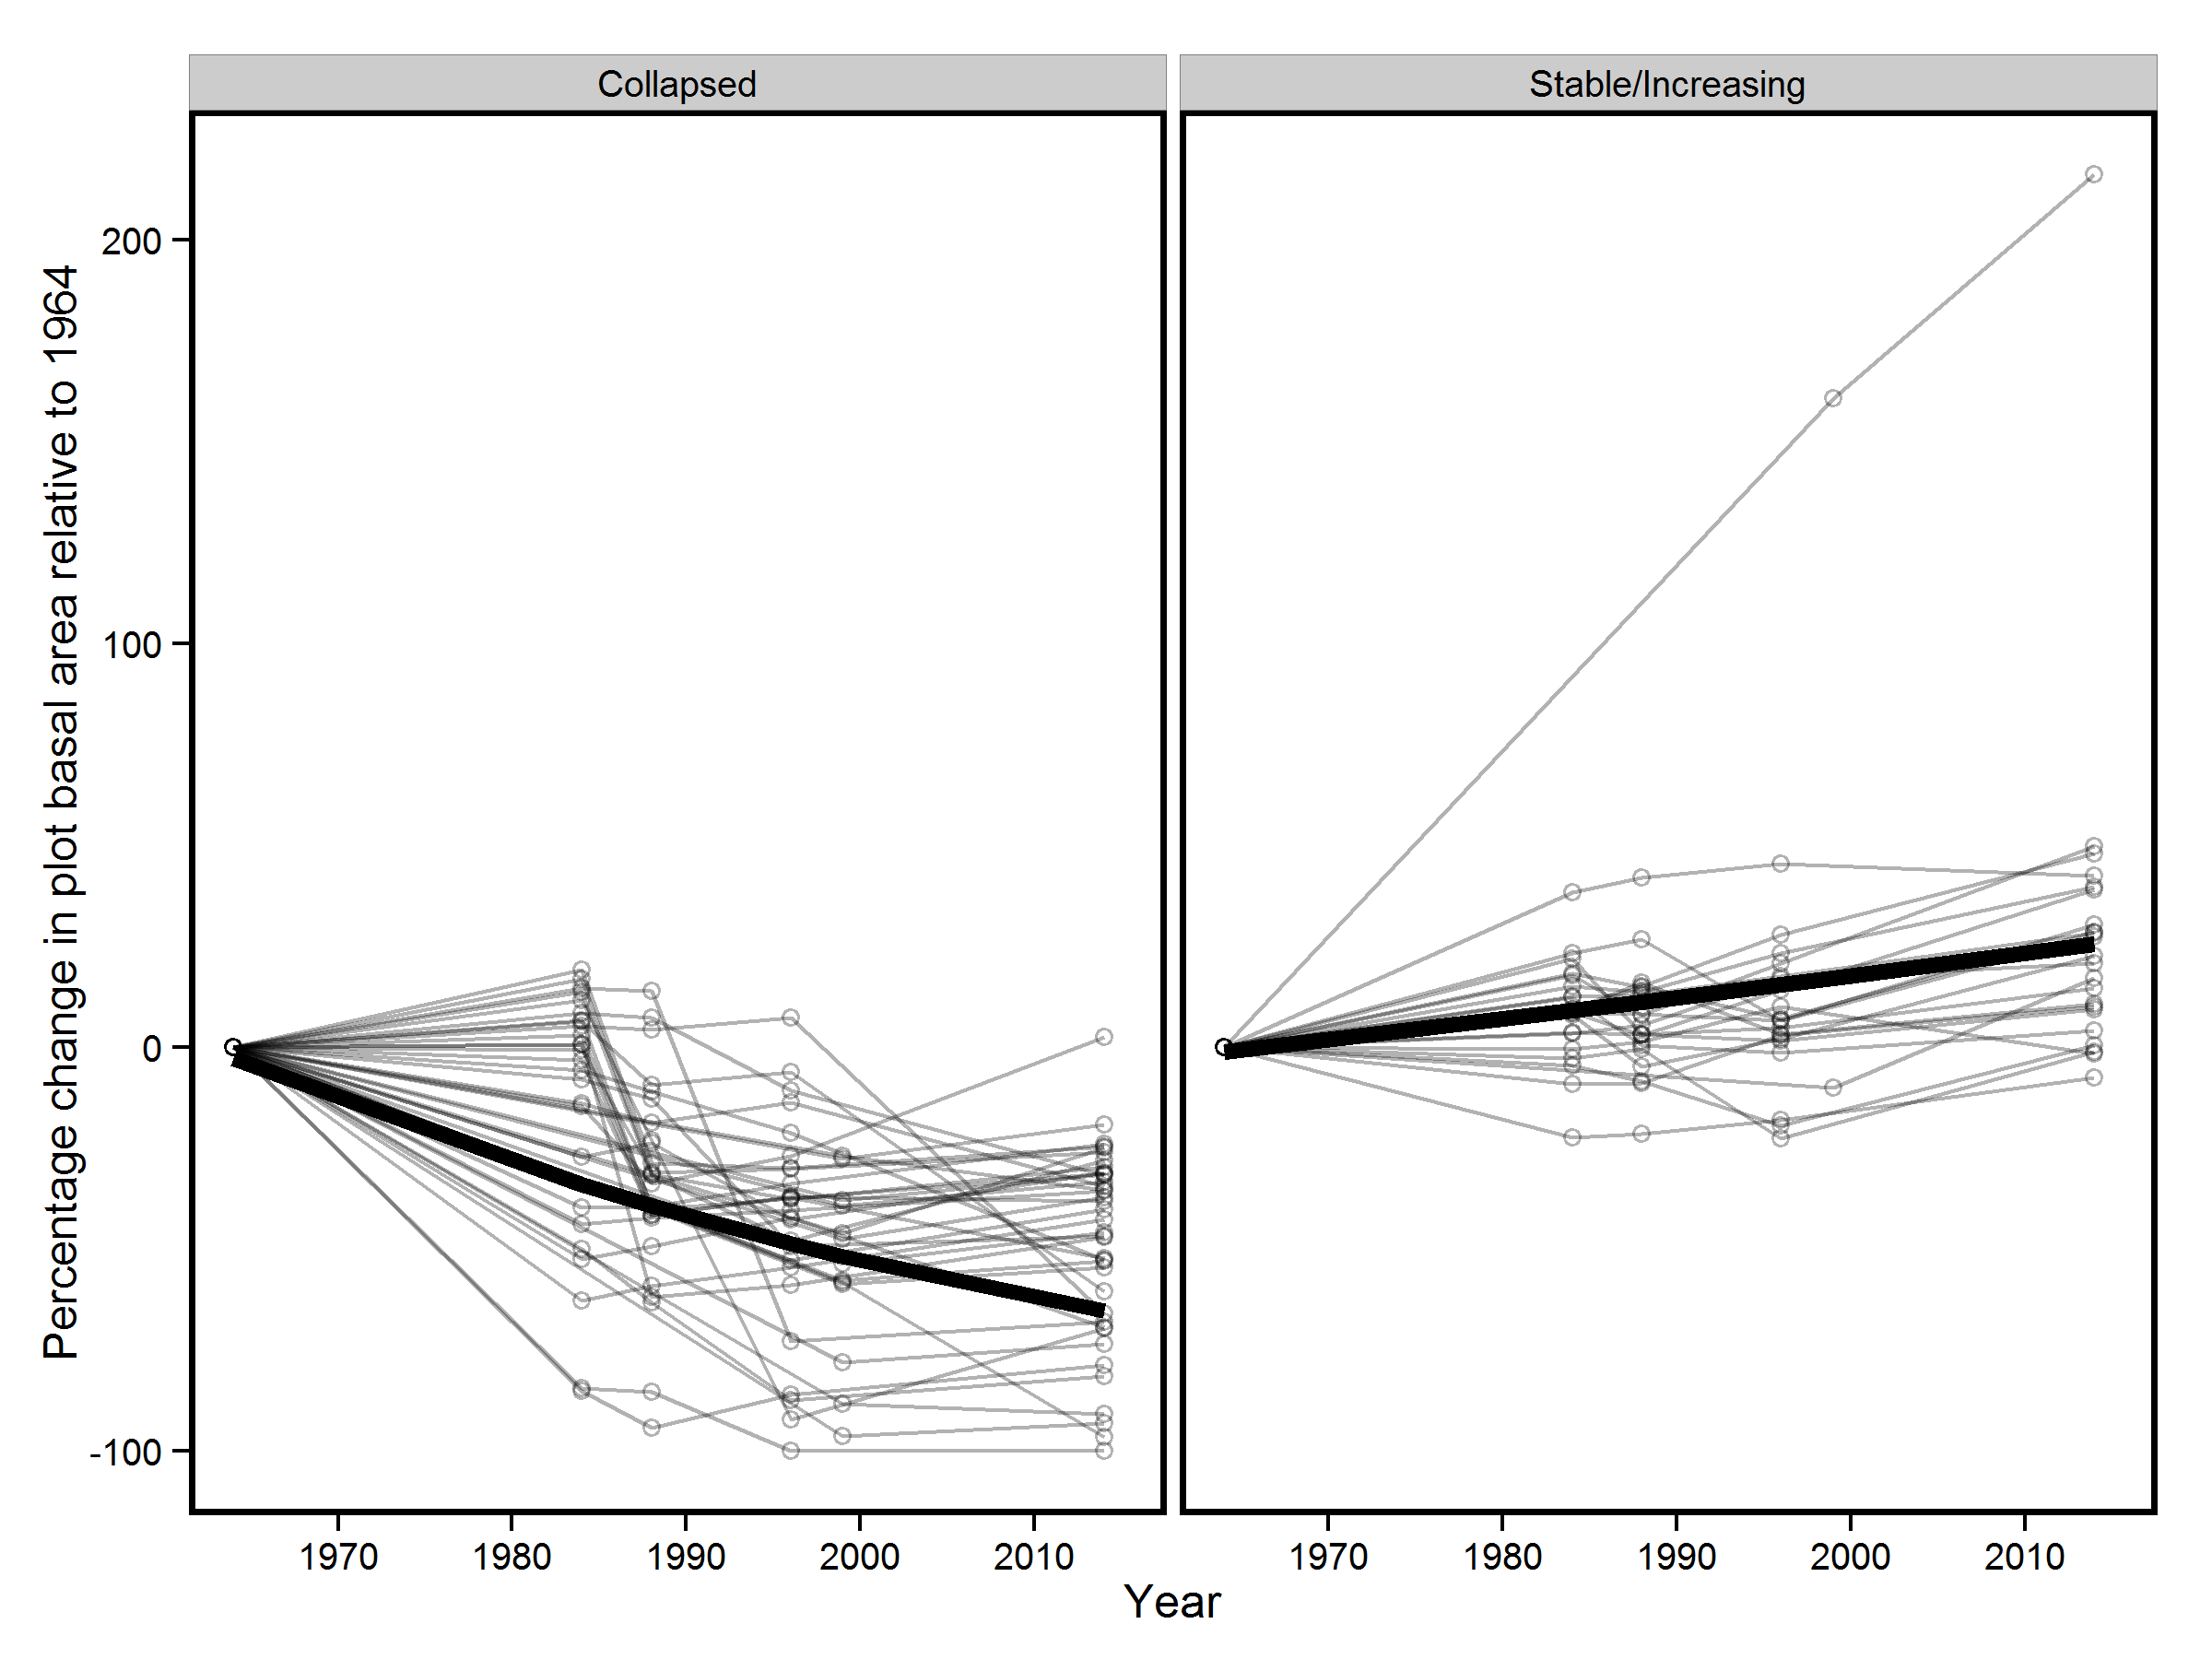 Collapsed
Stable/Increasing
Percentage change in plot basal area relative to 1964
200
100
0
-100
1970 1980 1990 2000 2010
1970 1980 1990 2000 2010
Year